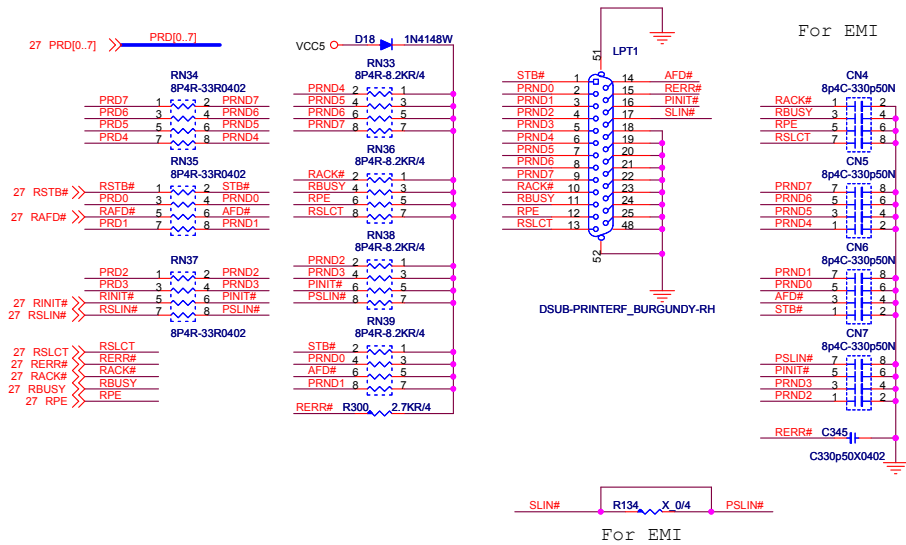 27 PRD[0..7] PRD[0..7]
RN34
8P4R-33R0402
PRD7 1 2 PRND7
PRD6 3 4 PRND6
PRD5 5 6 PRND5
PRD4 7 8 PRND4
RN35
8P4R-33R0402
27 RSTB# RSTB# 1 2 STB#
PRD0 3 4 PRND0
27 RAFD# RAFD# 5 6 AFD#
PRD1 7 8 PRND1
RN37
PRD2 1 2 PRND2
PRD3 3 4 PRND3
27 RINIT# RINIT# 5 6 PINIT#
27 RSLIN# RSLIN# 7 8 PSLIN#
8P4R-33R0402
27 RSLCT RSLCT
27 RERR# RERR#
27 RACK# RACK#
27 RBUSY RBUSY
27 RPE RPE
VCC5 D18 1N4148W
RN33
8P4R-8.2KR/4
PRND4 2 1
PRND5 4 3
PRND6 6 5
PRND7 8 7
RN36
8P4R-8.2KR/4
RACK# 2 1
RBUSY 4 3
RPE 6 5
RSLCT 8 7
RN38
8P4R-8.2KR/4
PRND2 2 1
PRND3 4 3
PINIT# 6 5
PSLIN# 8 7
RN39
8P4R-8.2KR/4
STB# 2 1
PRND0 4 3
AFD# 6 5
PRND1 8 7
RERR# R300 2.7KR/4
51
LPT1
STB# 1 14 AFD#
PRND0 2 15 RERR#
PRND1 3 16 PINIT#
PRND2 4 17 SLIN#
PRND3 5 18
PRND4 6 19
PRND5 7 20
PRND6 8 21
PRND7 9 22
RACK# 10 23
RBUSY 11 24
RPE 12 25
RSLCT 13 48
52
DSUB-PRINTERF_BURGUNDY-RH
For EMI
CN4
8p4C-330p50N
RACK# 1 2
RBUSY 3 4
RPE 5 6
RSLCT 7 8
CN5
8p4C-330p50N
PRND7 7 8
PRND6 5 6
PRND5 3 4
PRND4 1 2
CN6
8p4C-330p50N
PRND1 7 8
PRND0 5 6
AFD# 3 4
STB# 1 2
CN7
8p4C-330p50N
PSLIN# 7 8
PINIT# 5 6
PRND3 3 4
PRND2 1 2
RERR# C345
C330p50X0402
SLIN# R134 X_0/4 PSLIN#
For EMI